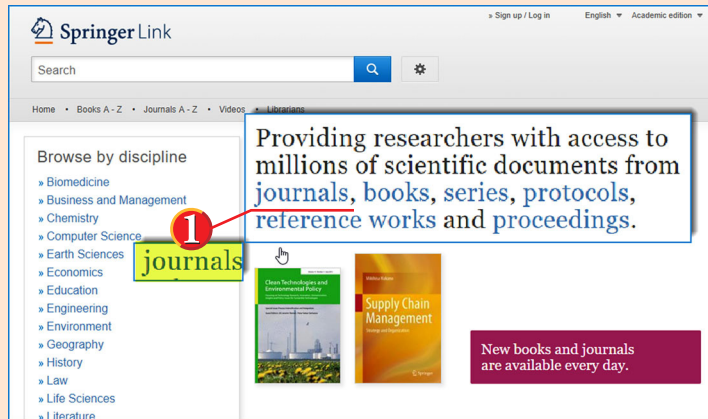 » Sign up / Log in English Academic edition
Springer Link
Search
Home • Books A - Z • Journals A - Z • Videos • Librarians
Providing researchers with access to
millions of scientific documents from
journals, books, series, protocols,
reference works and proceedings.
Browse by discipline
» Biomedicine
» Business and Management
» Chemistry
» Computer Science
» Earth Sciences
» Economics
» Education
» Engineering
» Environment
» Geography
» History
» Law
» Life Sciences
» Literature
1
journals
Clean Technologies and
Environmental Policy
Supply Chain
Management
Strategy and Organization
Springer
New books and journals
are available every day.